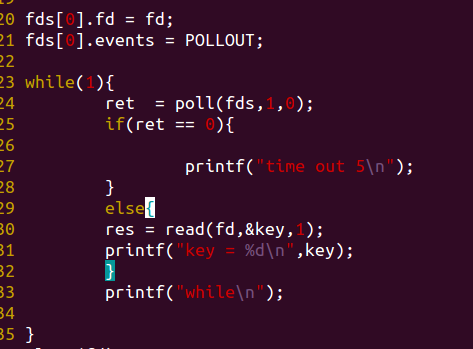 20 fds[0].fd = fd;
21 fds[0].events = POLLOUT;
22
23 while(1){
24 ret  = poll(fds,1,0);
25 if(ret == 0){
26
27 printf("time out 5\n");
28 }
29 else{
30 res = read(fd,&key,1);
31 printf("key = %d\n",key);
32 }
33 printf("while\n");
34
35 }